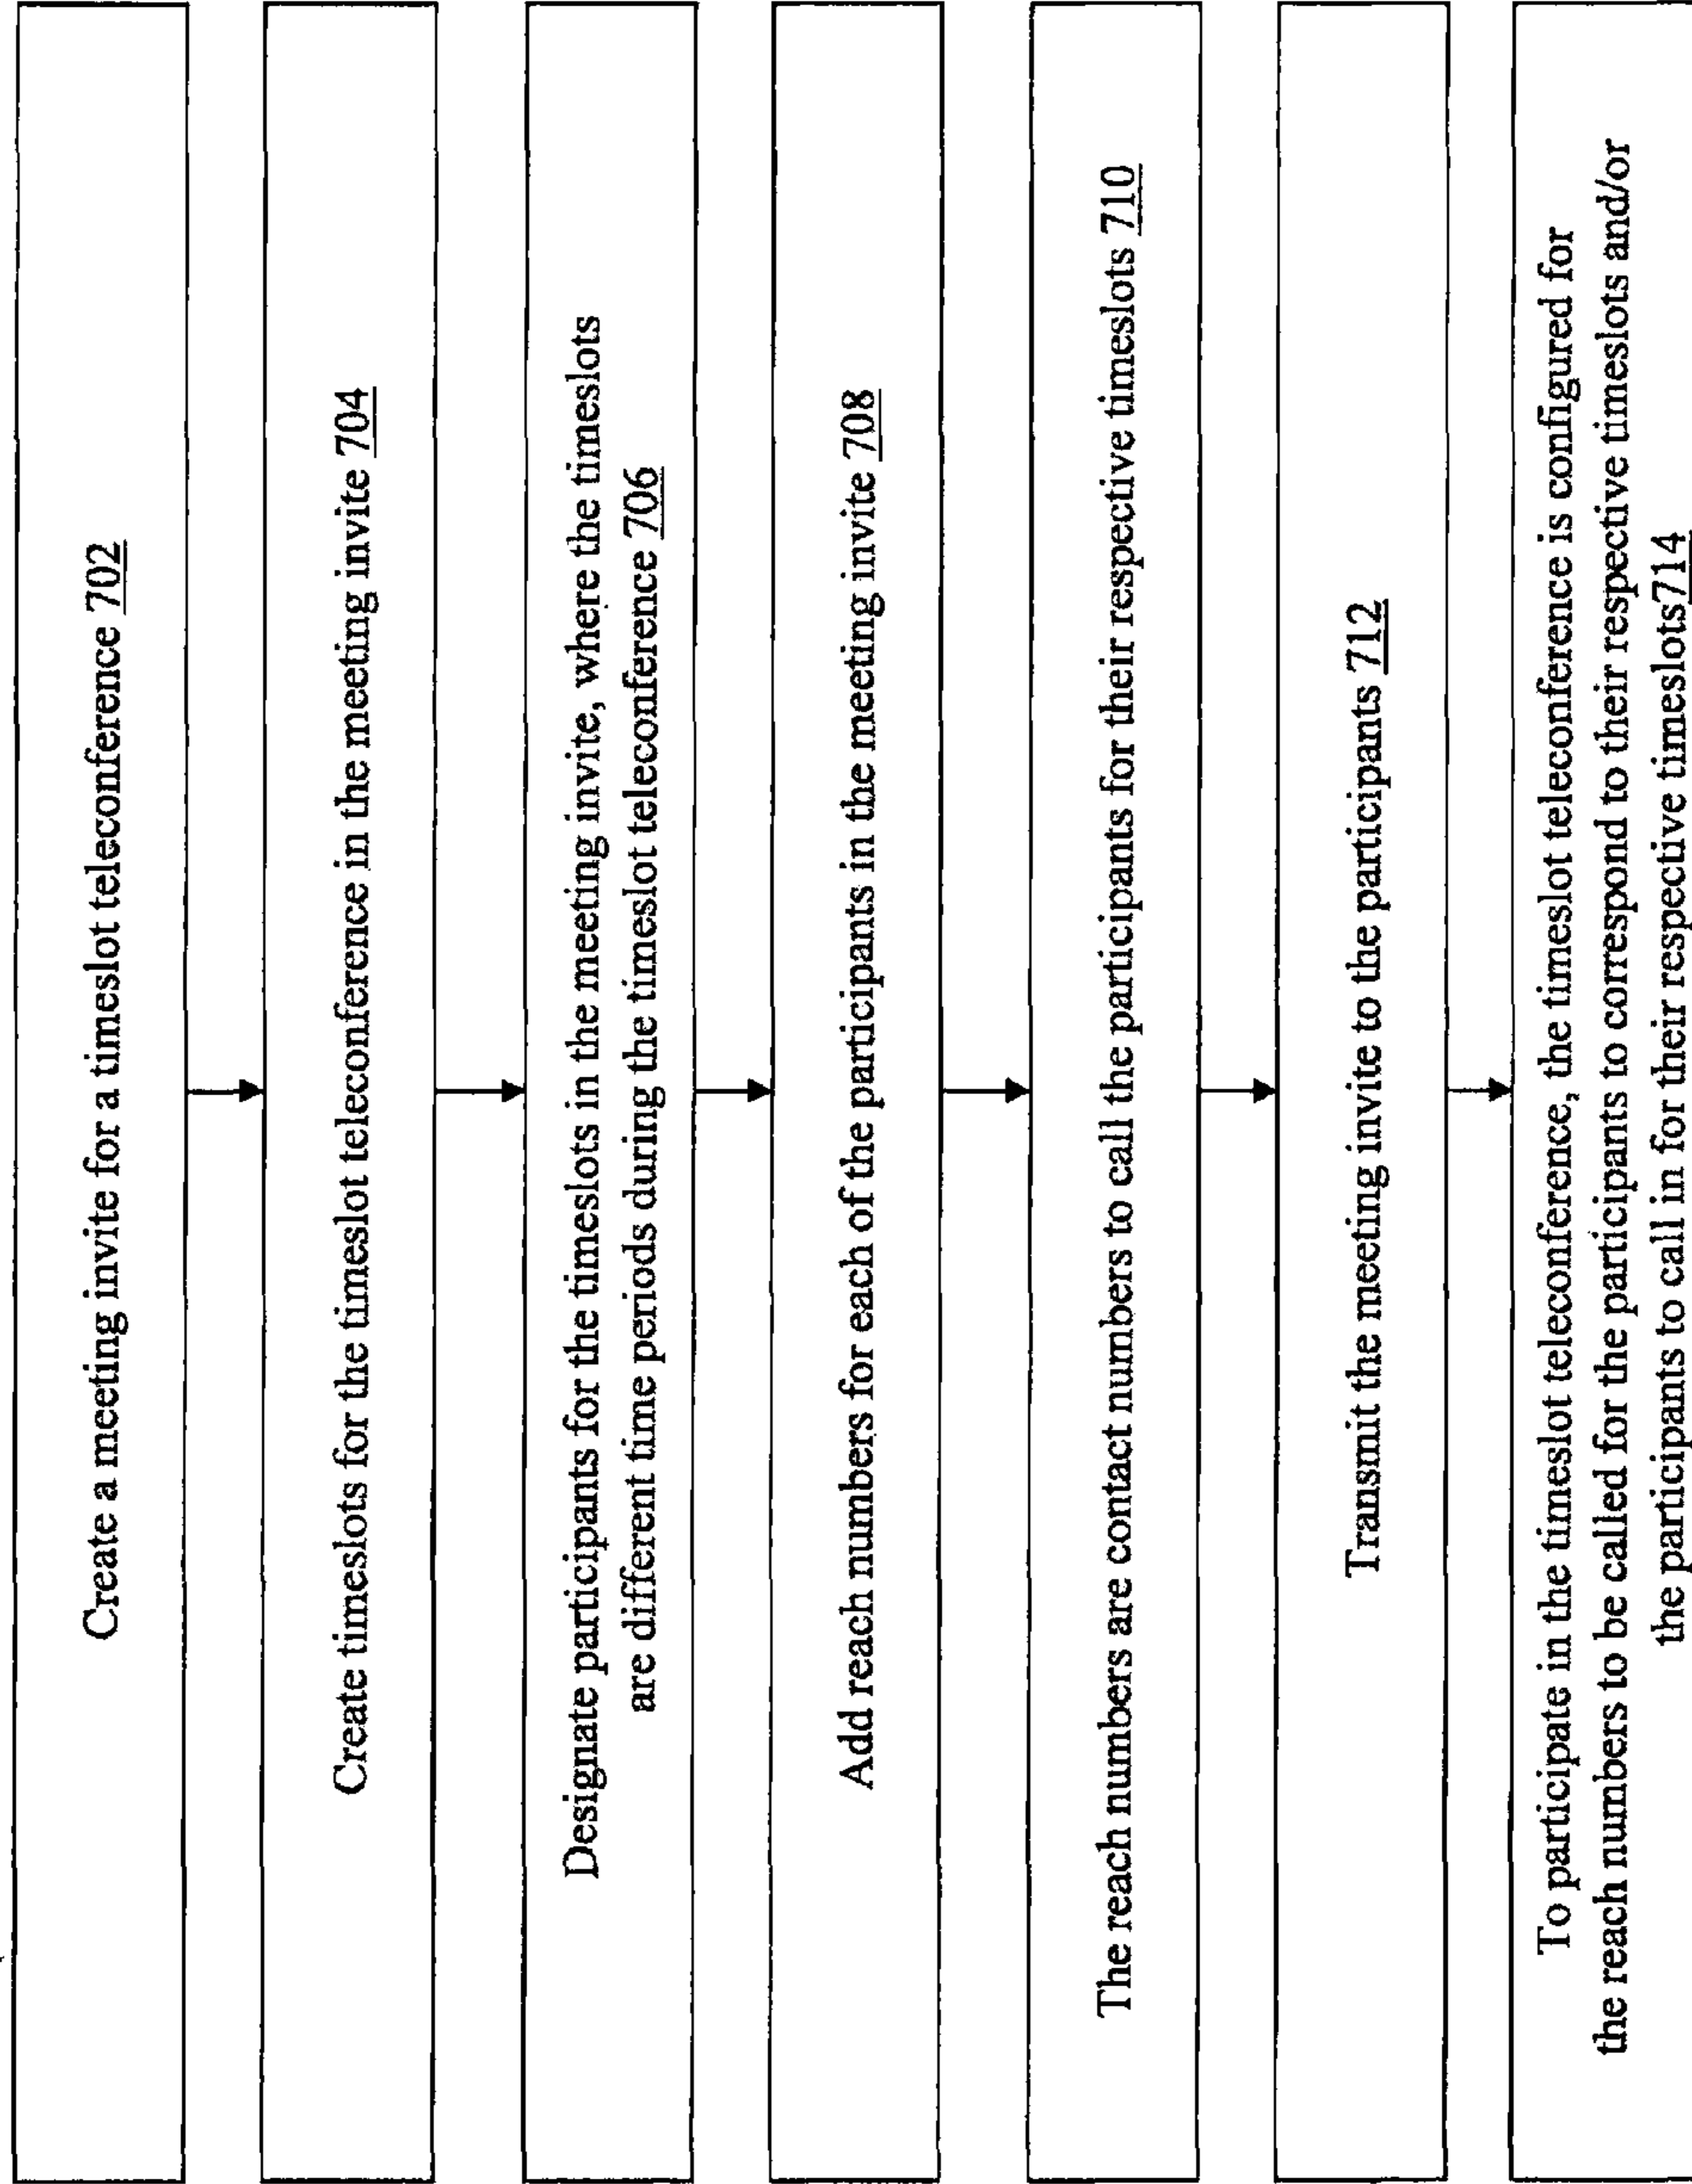 Create a meeting invite for a timeslot teleconference 702
Create timeslots for the timeslot teleconference in the meeting invite 704
Designate participants for the timeslots in the meeting invite, where the timeslots
are different time periods during the timeslot teleconference 706
Add reach numbers for each of the participants in the meeting invite 708
The reach numbers are contact numbers to call the participants for their respective timeslots 710
Transmit the meeting invite to the participants 712
To participate in the timeslot teleconference, the timeslot teleconference is configured for
the reach numbers to be called for the participants to correspond to their respective timeslots and/or
the participants to call in for their respective timeslots714